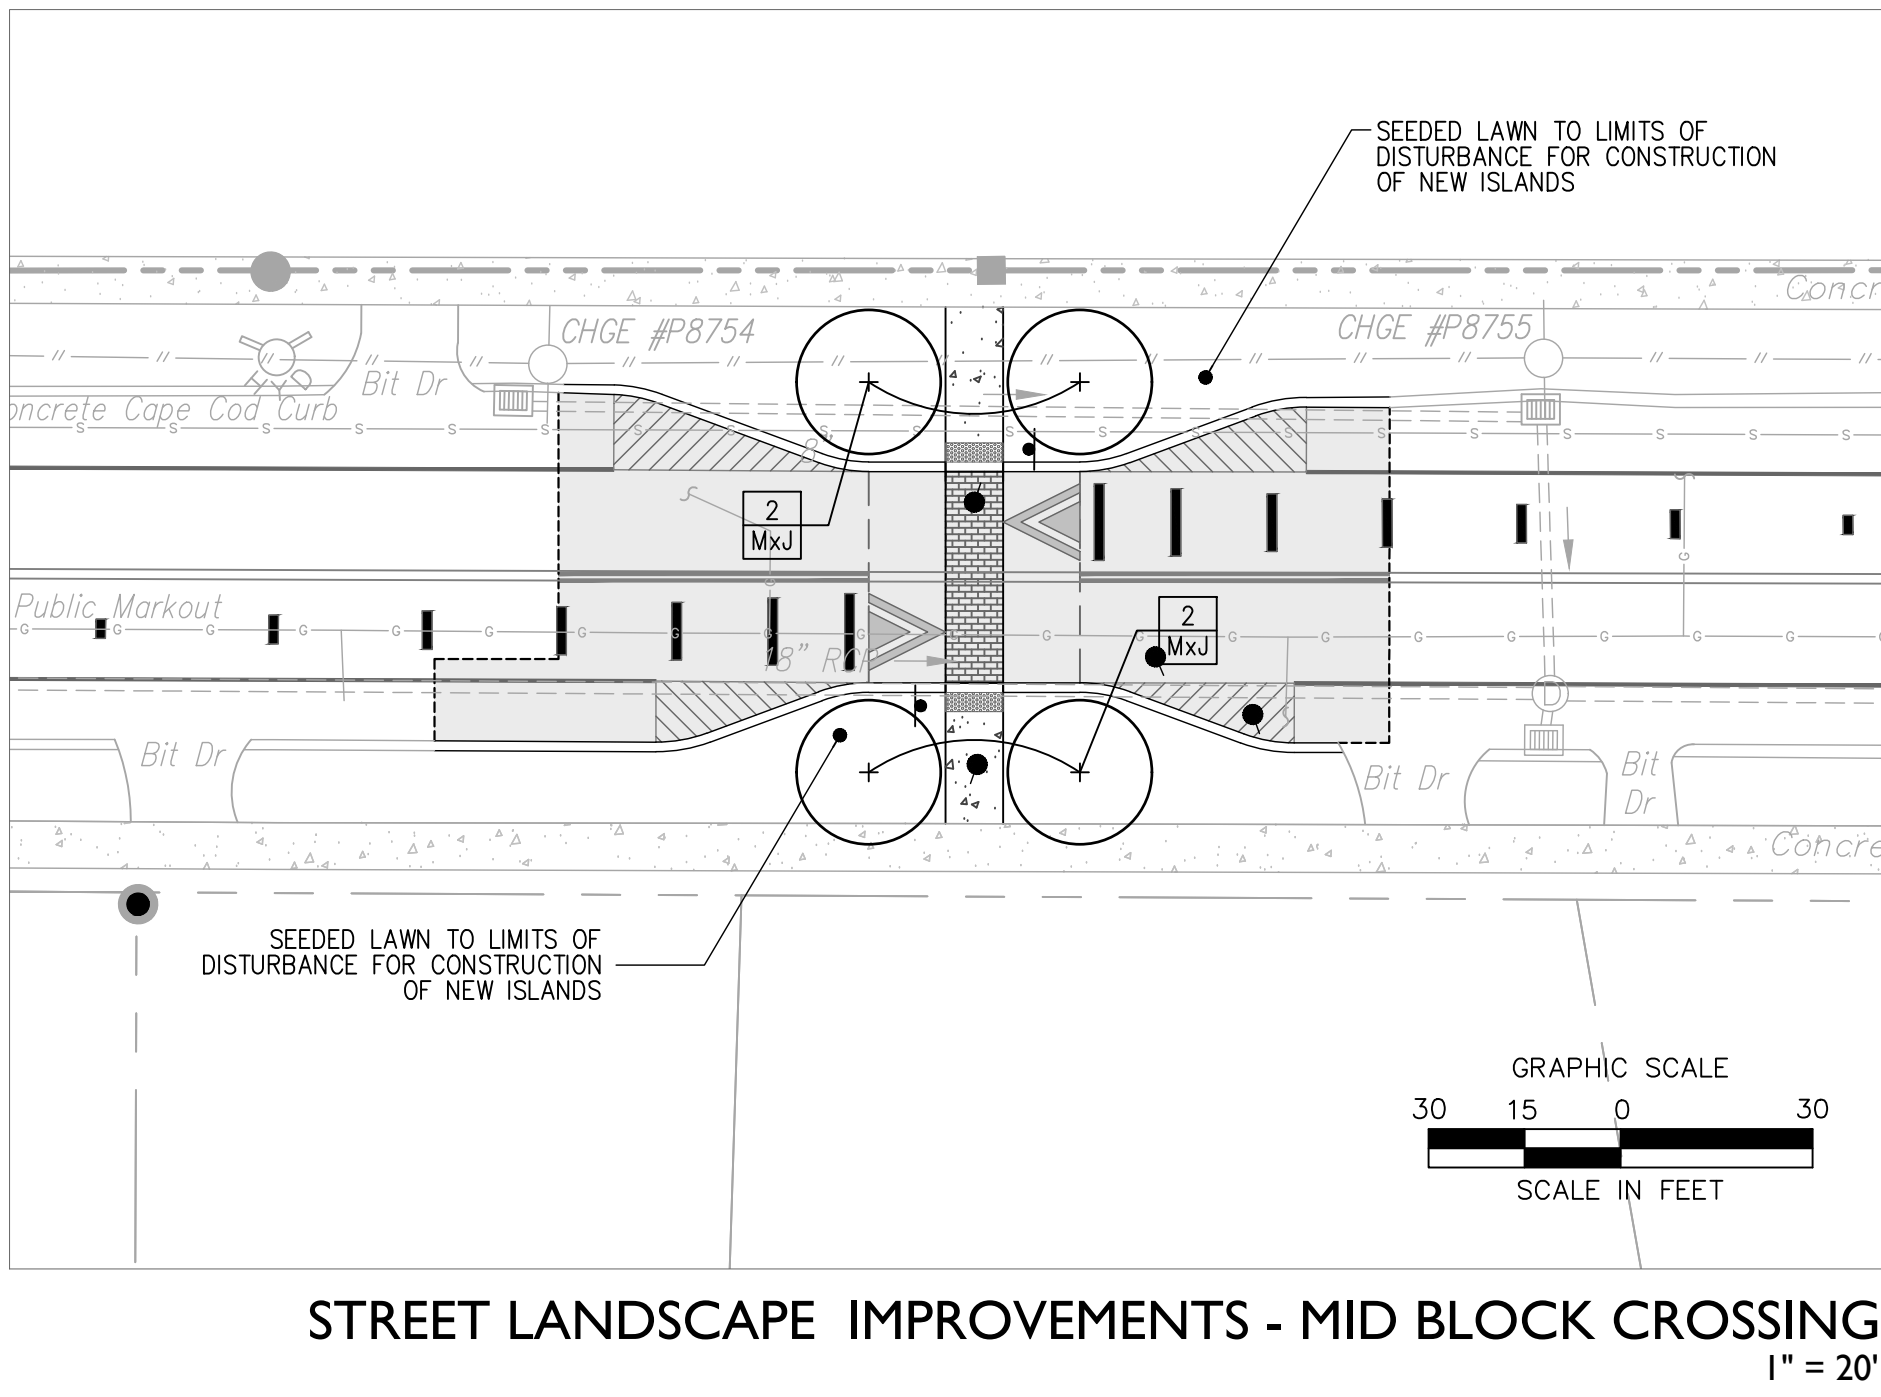 SEEDED LAWN TO LIMITS OF
DISTURBANCE FOR CONSTRUCTION
OF NEW ISLANDS
Concr
CHGE #P8754
CHGE #P8755
HYD
Bit Dr
oncrete Cape Cod Curb
S S S S S S S S S S S S S S S S S S S S
8"
2
MxJ
G
G
Public Markout
2
MxJ
G G G G G G G G G G G G G G G G G G G G
18" RCP
D
Bit Dr
Bit Dr
Bit
Dr
Concre
SEEDED LAWN TO LIMITS OF
DISTURBANCE FOR CONSTRUCTION
OF NEW ISLANDS
GRAPHIC SCALE
30 15 0 30
SCALE IN FEET
STREET LANDSCAPE IMPROVEMENTS - MID BLOCK CROSSING
1" = 20'